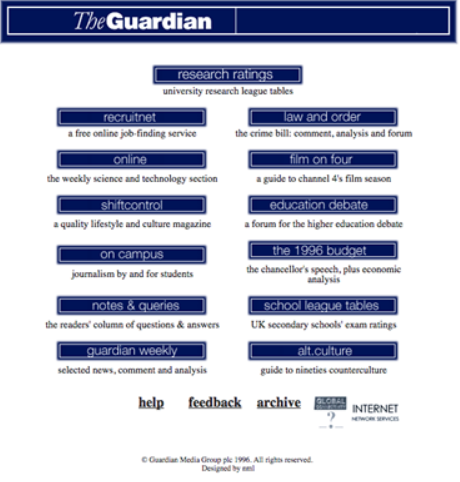 TheGuardian
research ratings
university research league tables
recruitnet
a free online job-finding service
law and order
the crime bill: comment, analysis and forum
online
the weekly science and technology section
film on four
a guide to channel 4's film season
shiftcontrol
a quality lifestyle and culture magazine
education debate
a forum for the higher education debate
on campus
journalism by and for students
the 1996 budget
the chancellor's speech, plus economic
analysis
notes & queries
the readers' column of questions & answers
school league tables
UK secondary schools' exam ratings
guardian weekly
selected news, comment and analysis
alt.culture
guide to nineties counterculture
help feedback archive
GLOBAL
?
INTERNET
NETWORK SERVICES
© Guardian Media Group plc 1996. All rights reserved.
Designed by nml